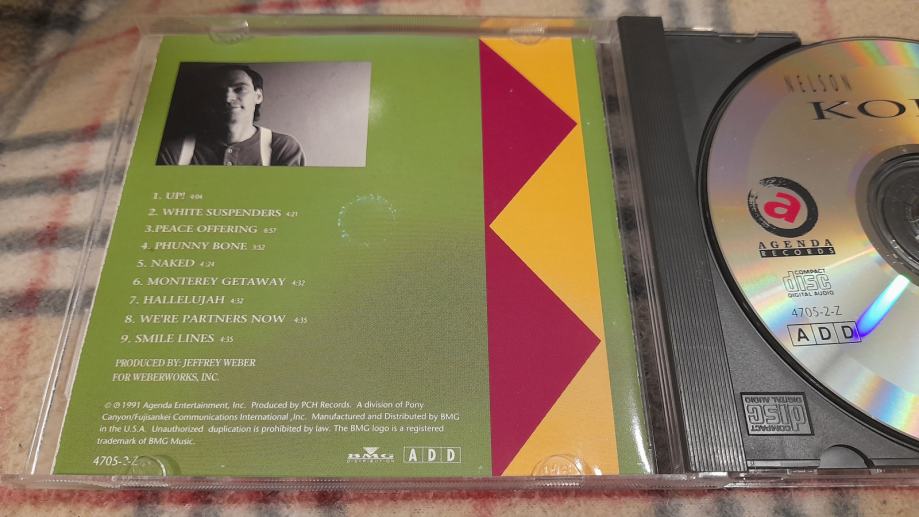 1. UP! 4:04
2. WHITE SUSPENDERS 4:21
3.PEACE OFFERING 6:57
4. PHUNNY BONE 3:52
5. NAKED 4:24
6. MONTEREY GETAWAY 4:32
7. HALLELUJAH 4:32
8. WE'RE PARTNERS NOW 4:35
9. SMILE LINES 4:35
PRODUCED BY: JEFFREY WEBER
FOR WEBERWORKS, INC.
© ℗ 1991 Agenda Entertainment, Inc. Produced by PCH Records. A division of Pony
Canyon/Fujisankei Communications International ,Inc. Manufactured and Distributed by BMG
in the U.S.A. Unauthorized duplication is prohibited by law. The BMG logo is a registered
trademark of BMG Music.
4705-2-Z
BMG
DISTRIBUTION
ADD
NELSON
a
AGENDA
RECORDS
COMPACT
disc
DIGITAL AUDIO
4705-2-Z
ADD
COMPACT
disc
DIGITAL AUDIO